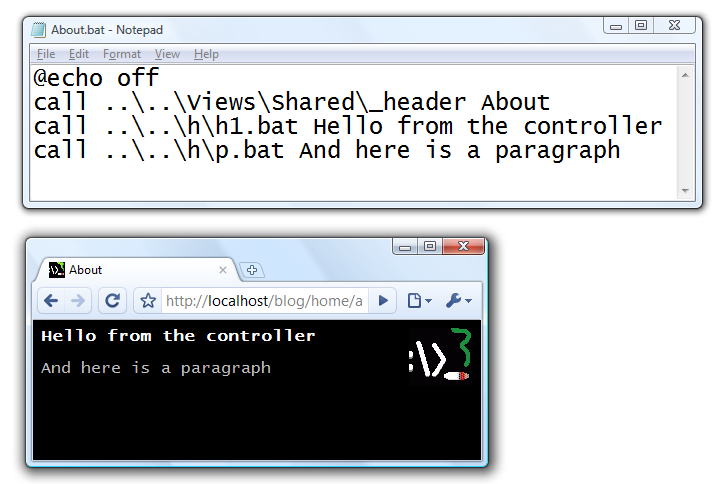 About.bat - Notepad
File Edit Format View Help
@echo off
call ..\..\Views\Shared\_header About
call ..\..\h\h1.bat Hello from the controller
call ..\..\h\p.bat And here is a paragraph
About
http://localhost/blog/home/a
Hello from the controller
And here is a paragraph